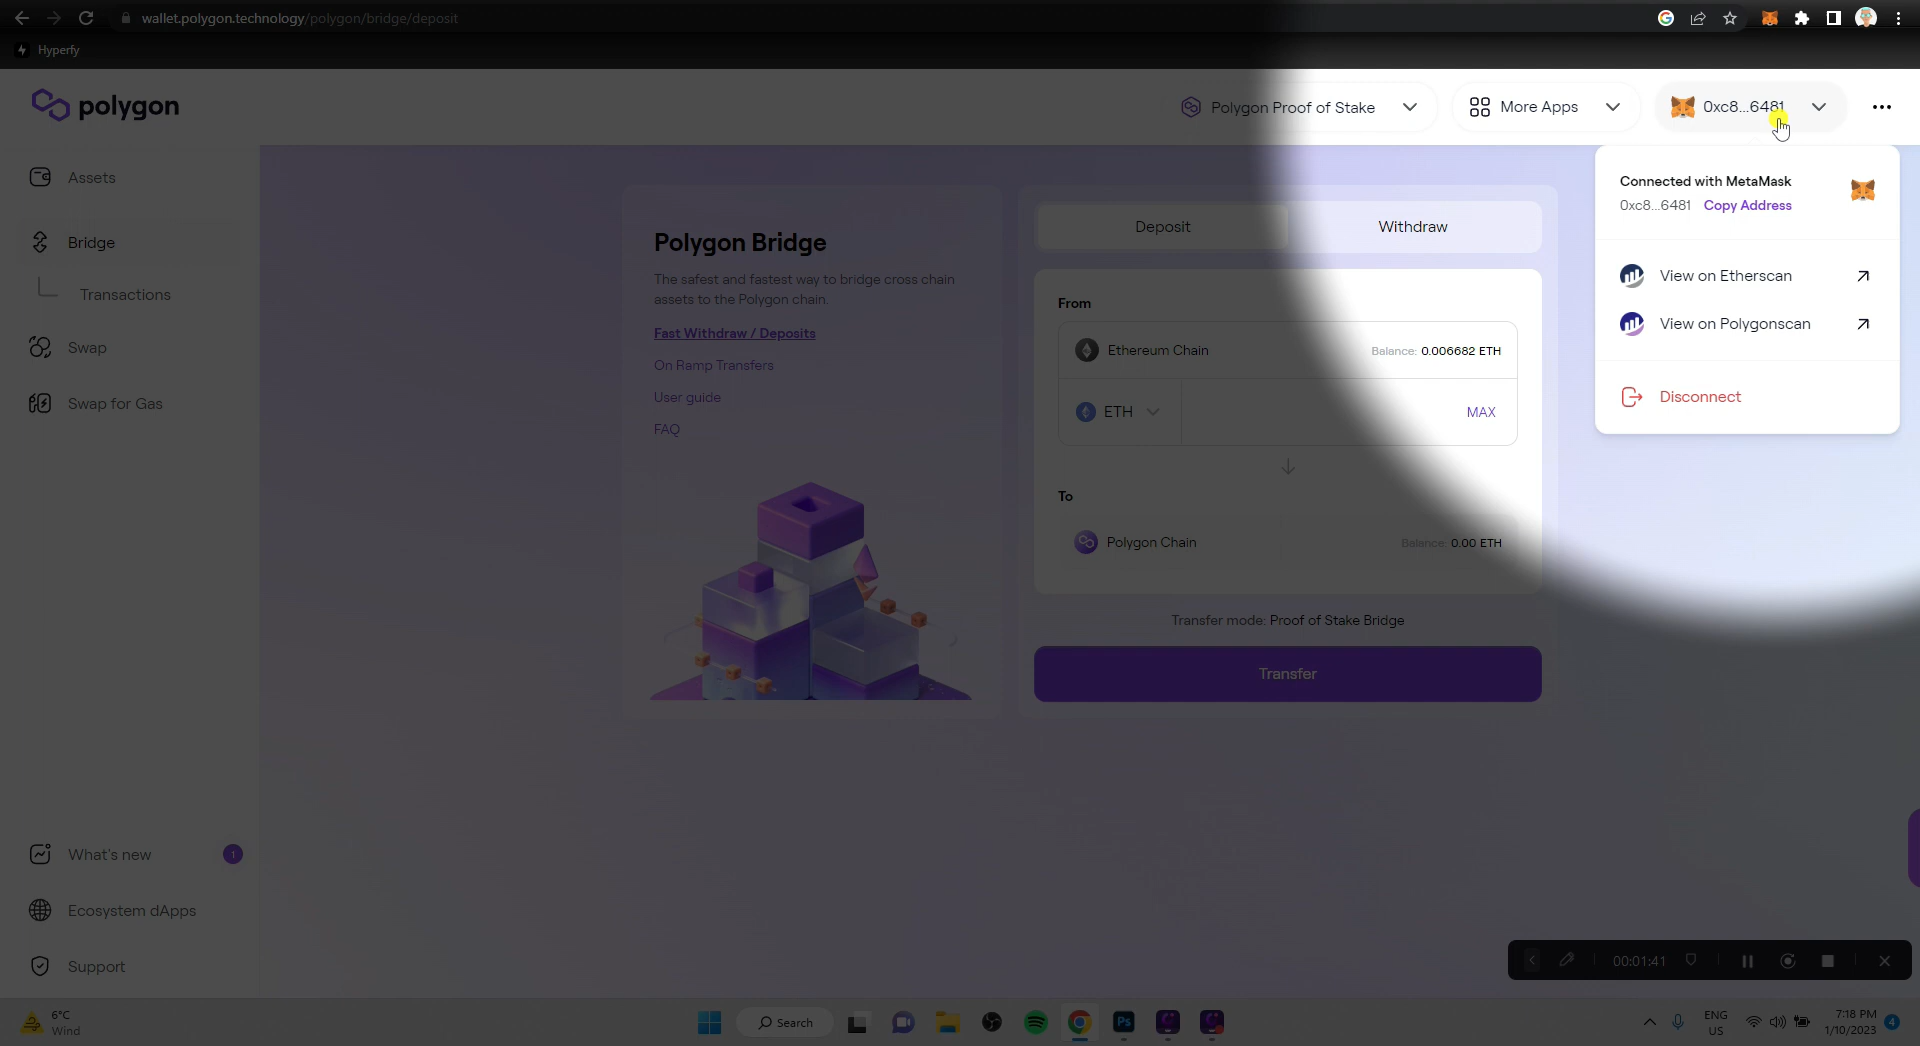 wallet.polygon.technology/polygon/bridge/deposit
Hyperfy
polygon
Polygon Proof of Stake
More Apps
0xc8...6481
Assets
Bridge
Transactions
Swap
Swap for Gas
What's new
1
Ecosystem dApps
Support
Polygon Bridge
The safest and fastest way to bridge cross chain
assets to the Polygon chain.
Fast Withdraw / Deposits
On Ramp Transfers
User guide
FAQ
Deposit
Withdraw
From
Ethereum Chain
Balance: 0.006682 ETH
ETH
MAX
To
Polygon Chain
Balance: 0.00 ETH
Transfer mode: Proof of Stake Bridge
Transfer
Connected with MetaMask
0xc8...6481 Copy Address
View on Etherscan
View on Polygonscan
Disconnect
00:01:41
6°C
Wind
Search
Ps
ENG
US
7:18 PM
1/10/2023
4